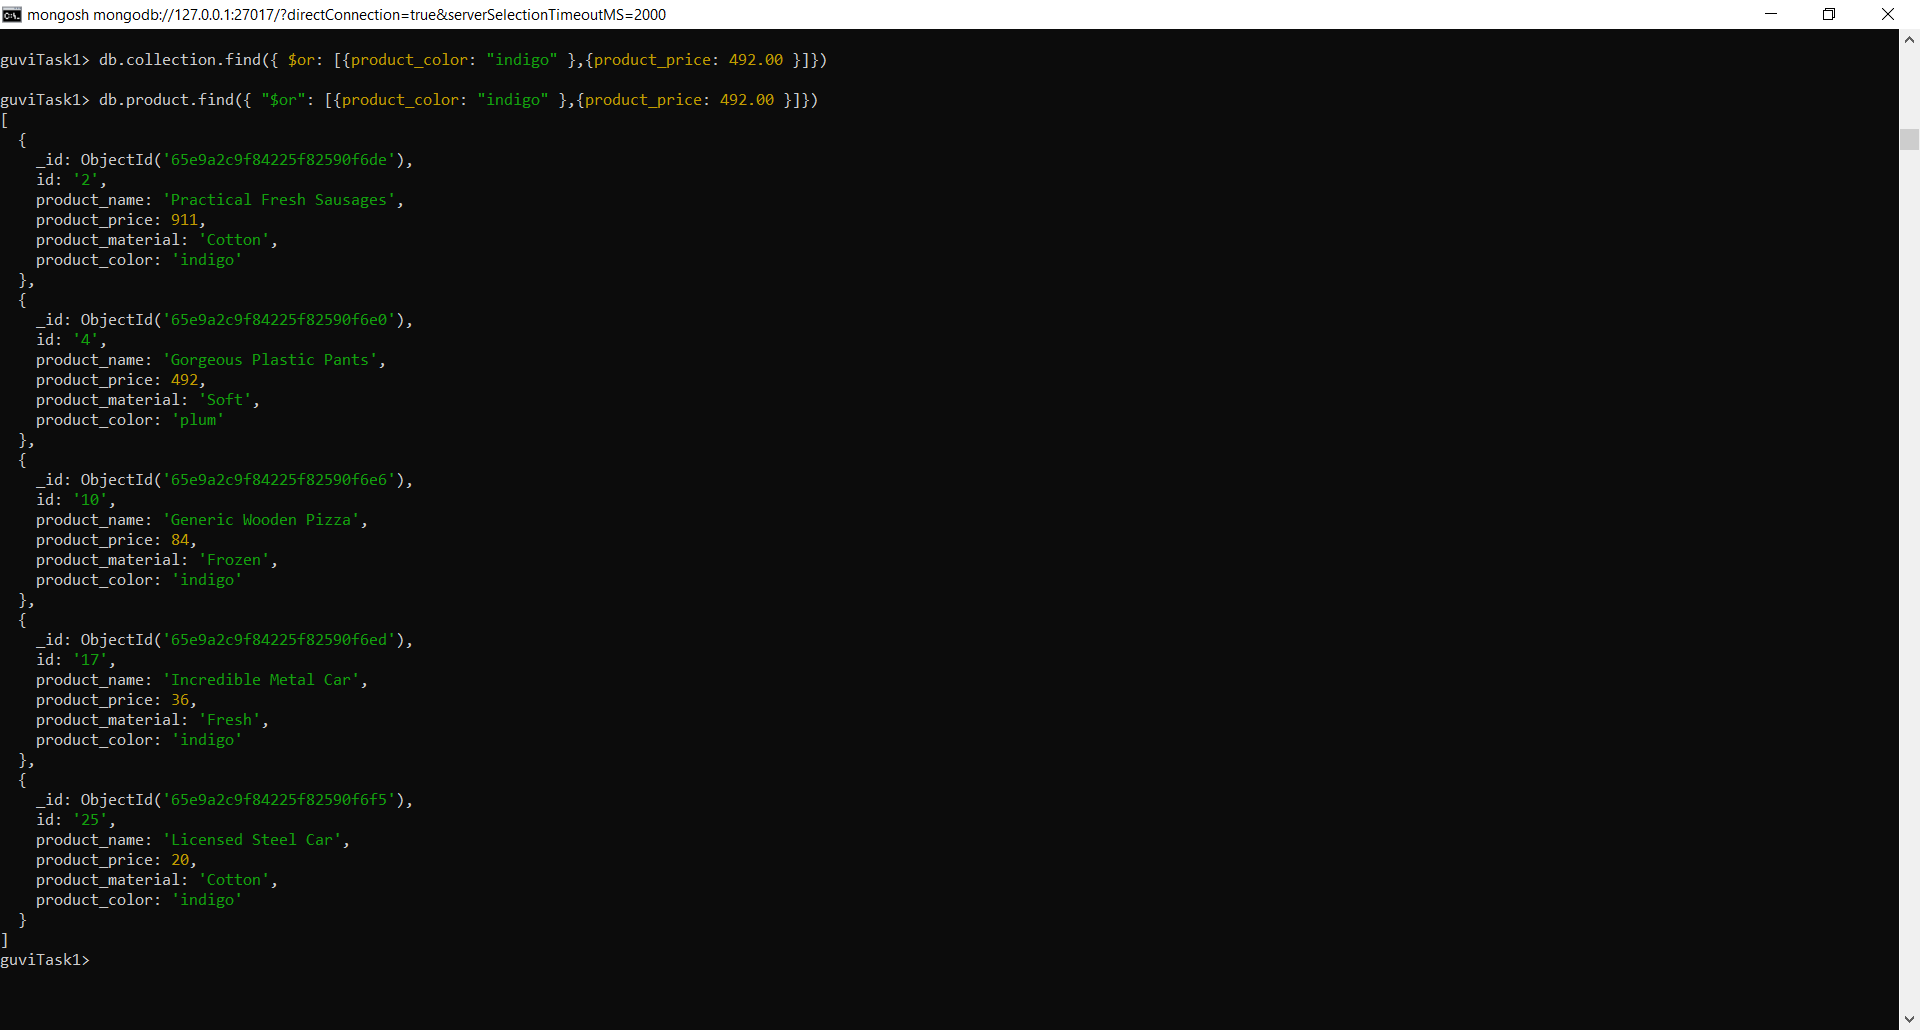 mongosh mongodb://127.0.0.1:27017/?directConnection=true&serverSelectionTimeoutMS=2000
guviTask1> db.collection.find({ $or: [{product_color: "indigo" },{product_price: 492.00 }]})
guviTask1> db.product.find({ "$or": [{product_color: "indigo" },{product_price: 492.00 }]})
[
  {
    _id: ObjectId('65e9a2c9f84225f82590f6de'),
    id: '2',
    product_name: 'Practical Fresh Sausages',
    product_price: 911,
    product_material: 'Cotton',
    product_color: 'indigo'
  },
  {
    _id: ObjectId('65e9a2c9f84225f82590f6e0'),
    id: '4',
    product_name: 'Gorgeous Plastic Pants',
    product_price: 492,
    product_material: 'Soft',
    product_color: 'plum'
  },
  {
    _id: ObjectId('65e9a2c9f84225f82590f6e6'),
    id: '10',
    product_name: 'Generic Wooden Pizza',
    product_price: 84,
    product_material: 'Frozen',
    product_color: 'indigo'
  },
  {
    _id: ObjectId('65e9a2c9f84225f82590f6ed'),
    id: '17',
    product_name: 'Incredible Metal Car',
    product_price: 36,
    product_material: 'Fresh',
    product_color: 'indigo'
  },
  {
    _id: ObjectId('65e9a2c9f84225f82590f6f5'),
    id: '25',
    product_name: 'Licensed Steel Car',
    product_price: 20,
    product_material: 'Cotton',
    product_color: 'indigo'
  }
]
guviTask1>